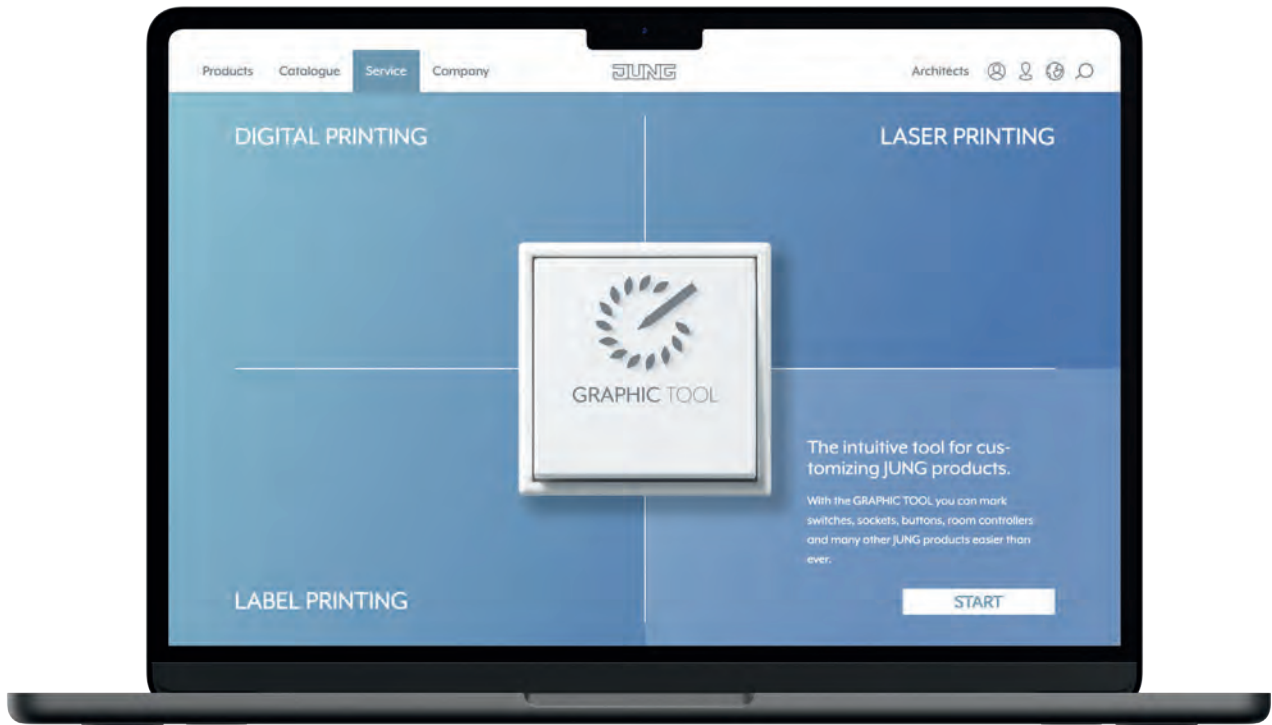 Products Catalogue Service Company JUNG Architects
DIGITAL PRINTING LASER PRINTING
GRAPHIC TOOL
The intuitive tool for cus-
tomizing JUNG products.
With the GRAPHIC TOOL you can mark
switches, sockets, buttons, room controllers
and many other JUNG products easier than
ever.
LABEL PRINTING
START